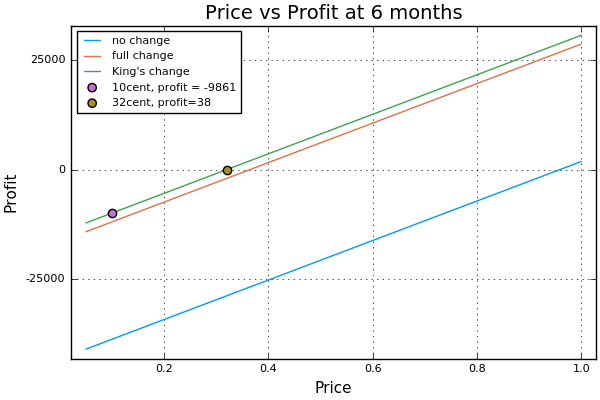 Price vs Profit at 6 months
no change
full change
King's change
10cent, profit = -9861
32cent, profit=38
25000
0
-25000
Profit
0.2
0.4
0.6
0.8
1.0
Price